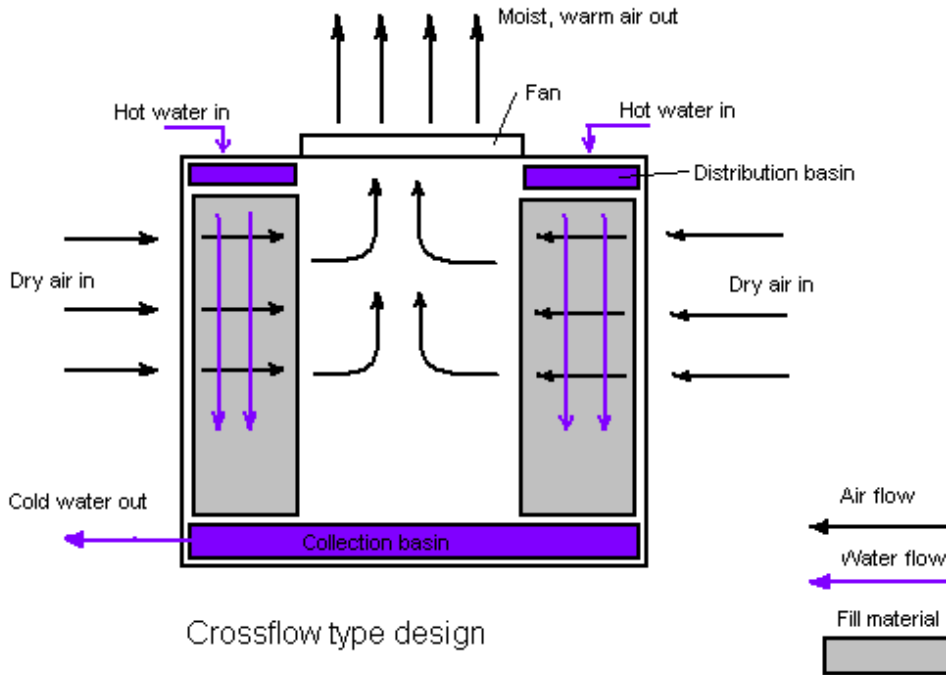 Moist, warm air out
Fan
Hot water in
Hot water in
Distribution basin
Dry air in
Dry air in
Cold water out
Collection basin
Air flow
Water flow
Fill material
Crossflow type design